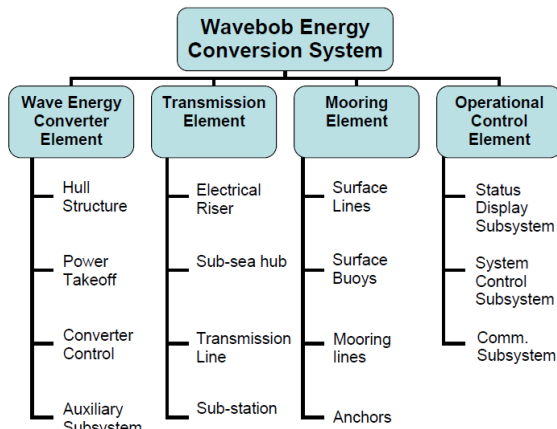 Wavebob Energy
Conversion System
Wave Energy
Converter
Element
Transmission
Element
Mooring
Element
Operational
Control
Element
Hull
Structure
Electrical
Riser
Surface
Lines
Status
Display
Subsystem
Power
Takeoff
Sub-sea hub
Surface
Buoys
System
Control
Subsystem
Converter
Control
Transmission
Line
Mooring
lines
Comm.
Subsystem
Auxiliary
Subsystem
Sub-station
Anchors